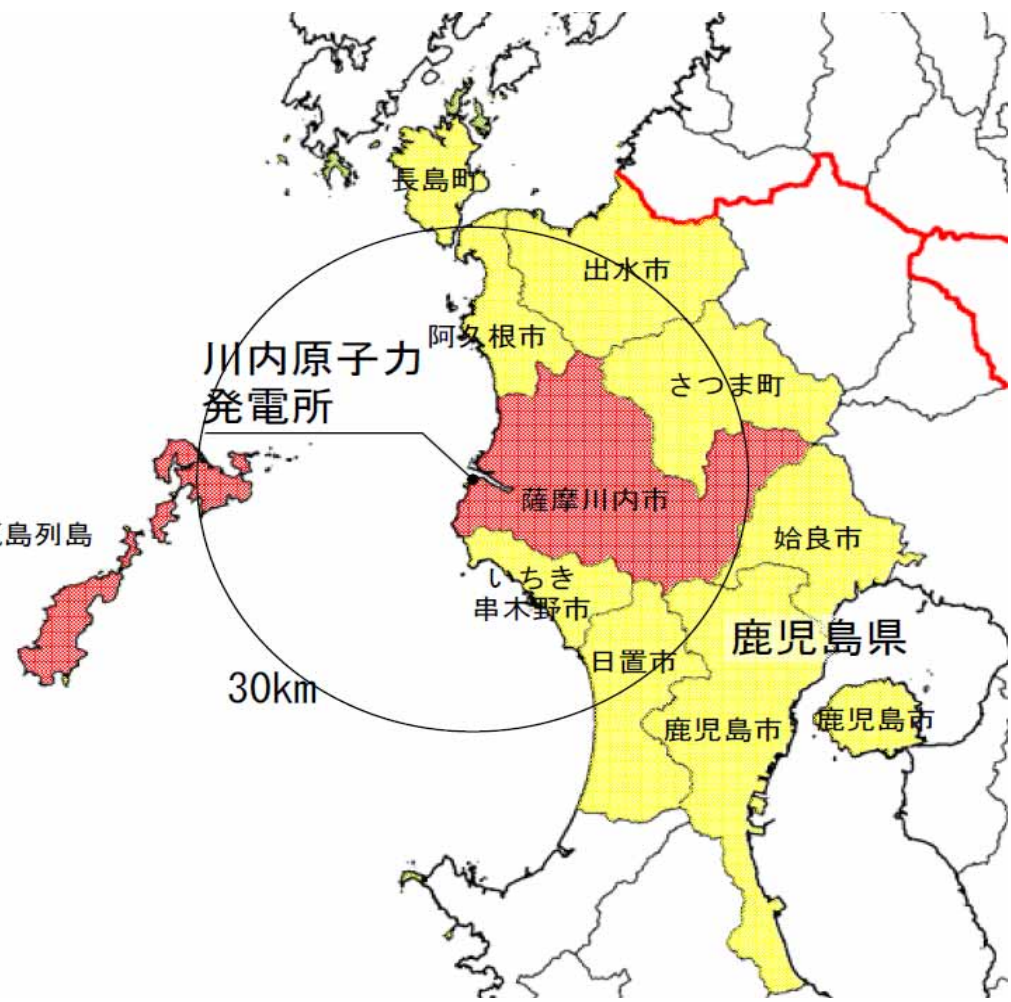 長島町
出水市
阿久根市
川内原子力
発電所
さつま町
薩摩川内市
島列島
姶良市
いちき
串木野市
鹿児島県
日置市
30km
鹿児島市
鹿児島市